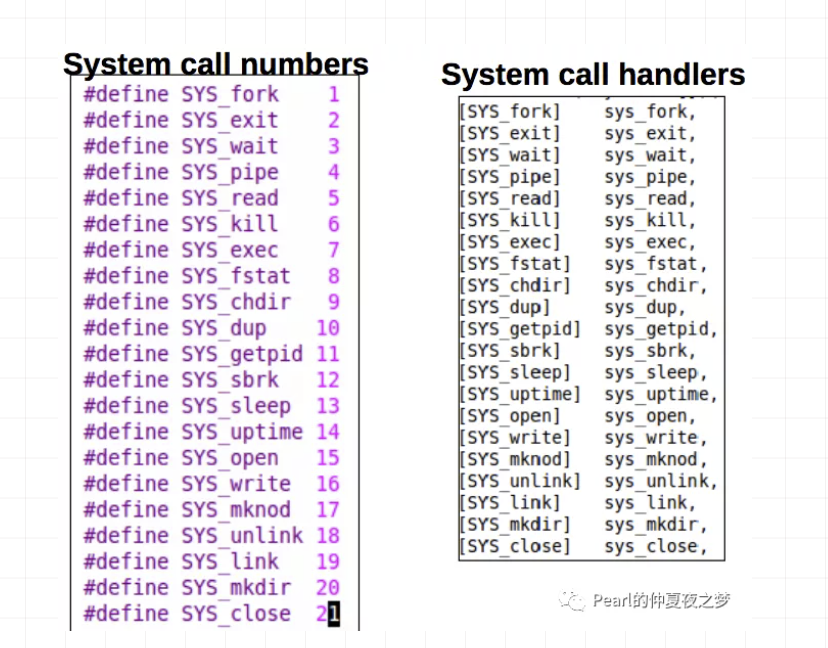 System call numbers
#define SYS_fork 1
#define SYS_exit 2
#define SYS_wait 3
#define SYS_pipe 4
#define SYS_read 5
#define SYS_kill 6
#define SYS_exec 7
#define SYS_fstat 8
#define SYS_chdir 9
#define SYS_dup 10
#define SYS_getpid 11
#define SYS_sbrk 12
#define SYS_sleep 13
#define SYS_uptime 14
#define SYS_open 15
#define SYS_write 16
#define SYS_mknod 17
#define SYS_unlink 18
#define SYS_link 19
#define SYS_mkdir 20
#define SYS_close 21
System call handlers
[SYS_fork] sys_fork,
[SYS_exit] sys_exit,
[SYS_wait] sys_wait,
[SYS_pipe] sys_pipe,
[SYS_read] sys_read,
[SYS_kill] sys_kill,
[SYS_exec] sys_exec,
[SYS_fstat] sys_fstat,
[SYS_chdir] sys_chdir,
[SYS_dup] sys_dup,
[SYS_getpid] sys_getpid,
[SYS_sbrk] sys_sbrk,
[SYS_sleep] sys_sleep,
[SYS_uptime] sys_uptime,
[SYS_open] sys_open,
[SYS_write] sys_write,
[SYS_mknod] sys_mknod,
[SYS_unlink] sys_unlink,
[SYS_link] sys_link,
[SYS_mkdir] sys_mkdir,
[SYS_close] sys_close,
Pearl的仲夏夜之梦